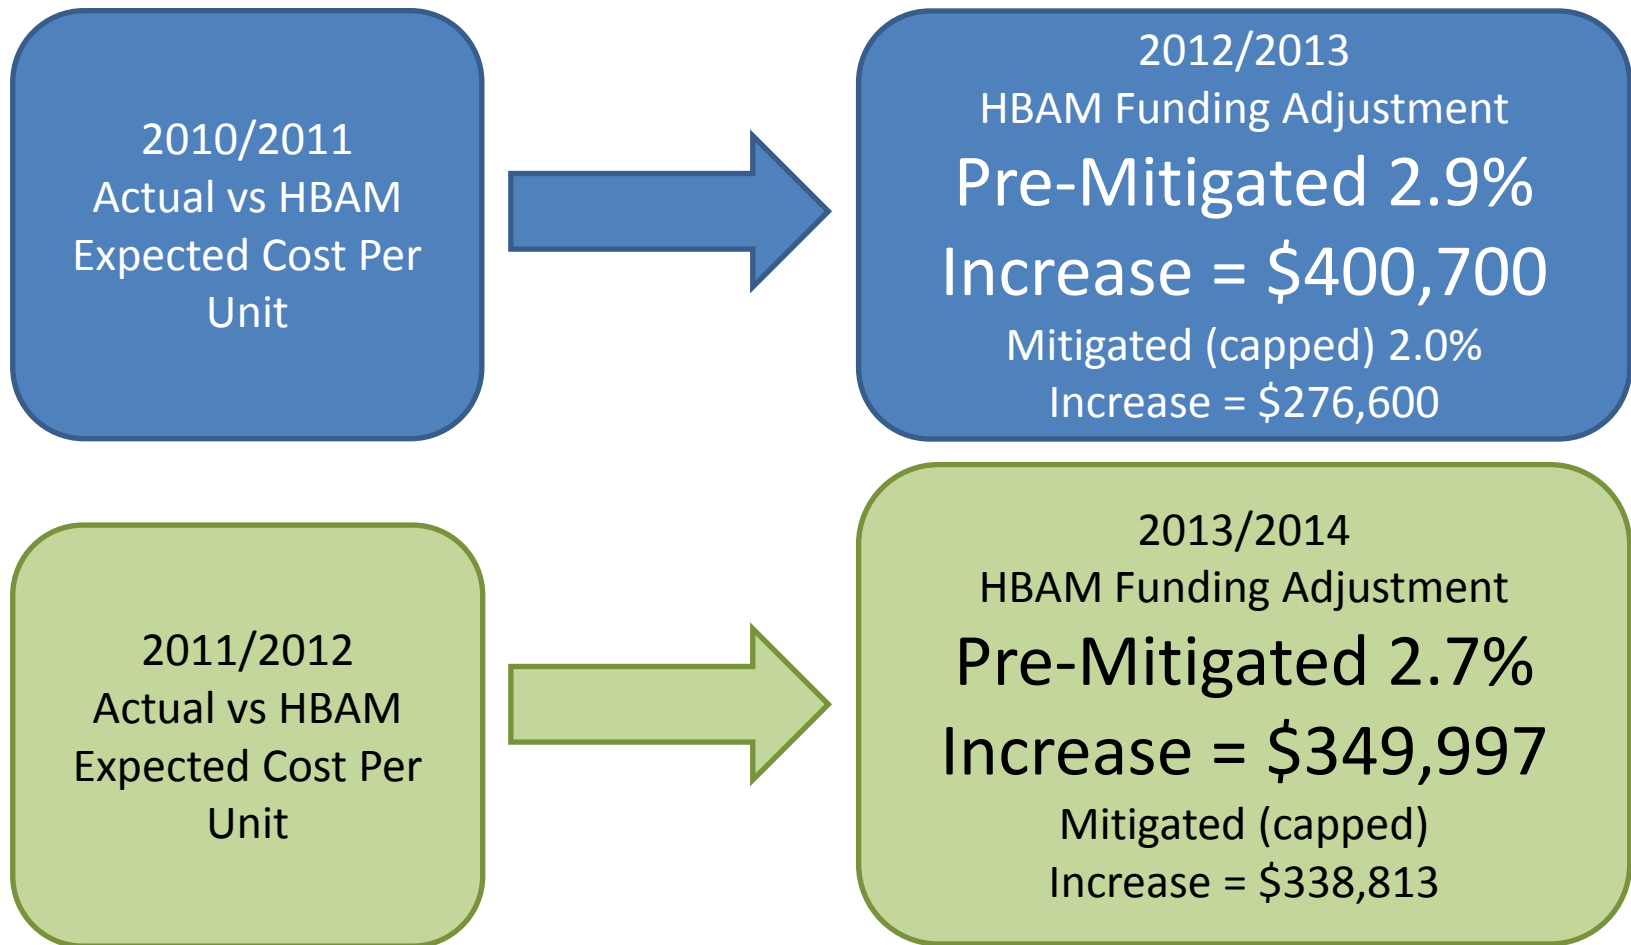 2010/2011
Actual vs HBAM
Expected Cost Per
Unit
2012/2013
HBAM Funding Adjustment
Pre-Mitigated 2.9%
Increase = $400,700
Mitigated (capped) 2.0%
Increase = $276,600
2011/2012
Actual vs HBAM
Expected Cost Per
Unit
2013/2014
HBAM Funding Adjustment
Pre-Mitigated 2.7%
Increase = $349,997
Mitigated (capped)
Increase = $338,813